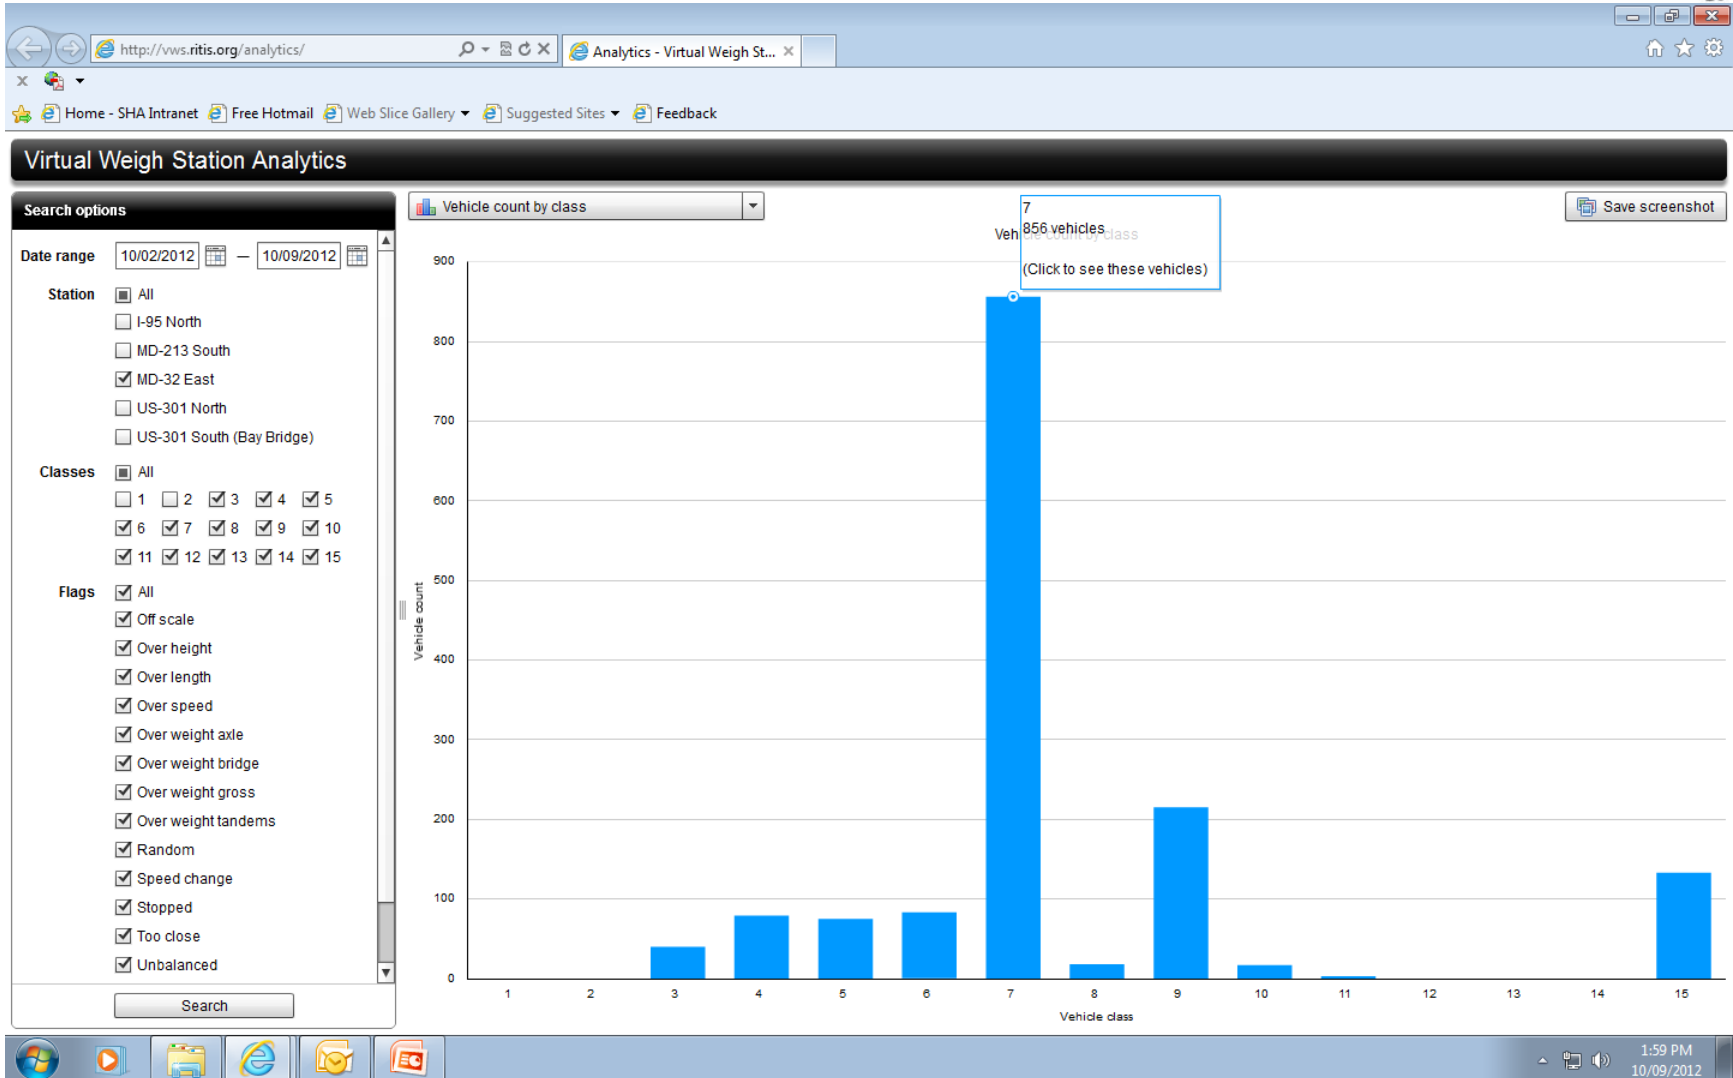 http://vws.ritis.org/analytics/
Analytics - Virtual Weigh St...
Home - SHA Intranet Free Hotmail Web Slice Gallery Suggested Sites Feedback
Virtual Weigh Station Analytics
Search options
Date range 10/02/2012 — 10/09/2012
Station All
I-95 North
MD-213 South
MD-32 East
US-301 North
US-301 South (Bay Bridge)
Classes All
1 2 3 4 5
6 7 8 9 10
11 12 13 14 15
Flags All
Off scale
Over height
Over length
Over speed
Over weight axle
Over weight bridge
Over weight gross
Over weight tandems
Random
Speed change
Stopped
Too close
Unbalanced
Search
Vehicle count by class
Save screenshot
Vehicle count by class
7
856 vehicles
(Click to see these vehicles)
900
800
700
600
500
400
300
200
100
0
Vehicle count
1 2 3 4 5 6 7 8 9 10 11 12 13 14 15
Vehicle class
1:59 PM
10/09/2012